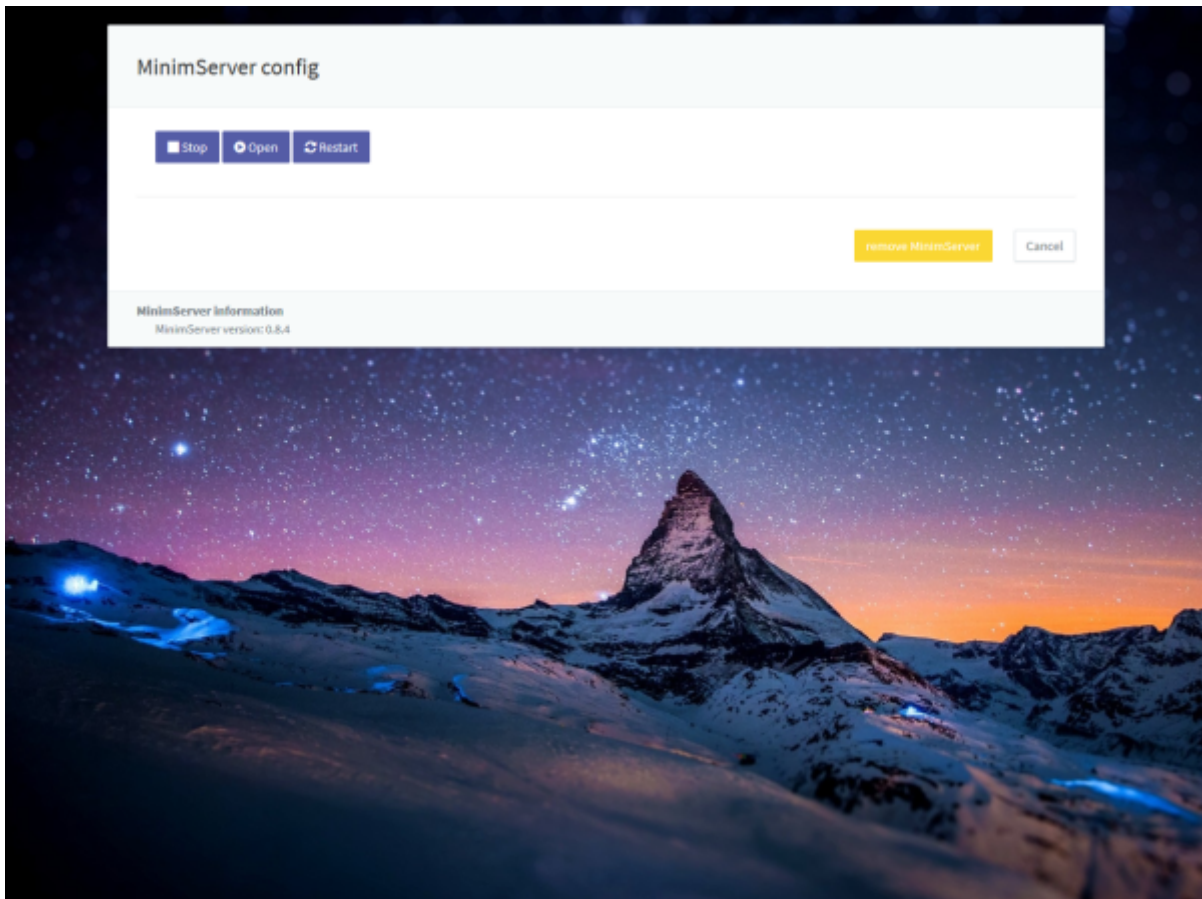 MinimServer config
Stop Open Restart
remove MinimServer Cancel
MinimServer information
MinimServer version: 0.8.4